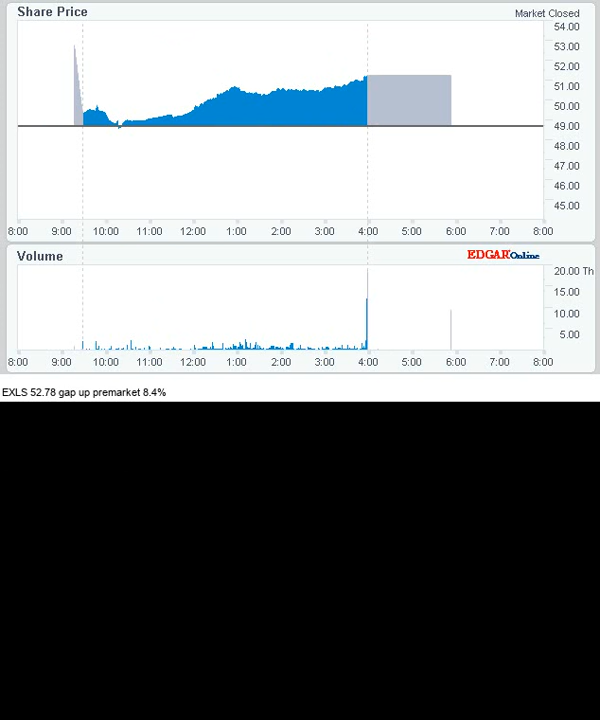 Share Price
Market Closed
54.00
53.00
52.00
51.00
50.00
49.00
48.00
47.00
46.00
45.00
8:00 9:00 10:00 11:00 12:00 1:00 2:00 3:00 4:00 5:00 6:00 7:00 8:00
Volume
EDGAR Online
20.00 Th
15.00
10.00
5.00
8:00 9:00 10:00 11:00 12:00 1:00 2:00 3:00 4:00 5:00 6:00 7:00 8:00
EXLS 52.78 gap up premarket 8.4%